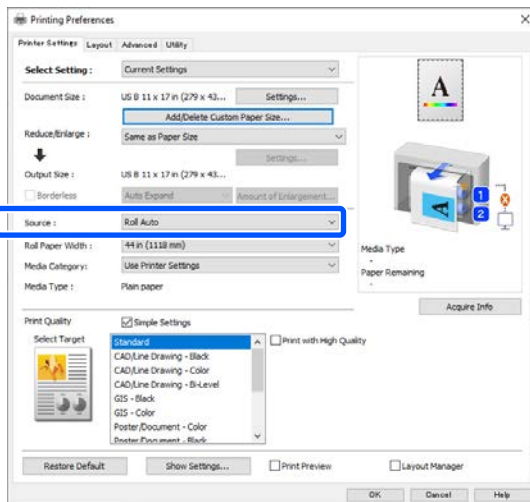 Printing Preferences
Printer Settings Layout Advanced Utility
Select Setting : Current Settings
Document Size : US B 11 x 17 in (279 x 43... Settings...
Add/Delete Custom Paper Size...
Reduce/Enlarge : Same as Paper Size
Settings...
Output Size : US B 11 x 17 in (279 x 43...
Borderless Auto Expand Amount of Enlargement...
Source : Roll Auto
Roll Paper Width : 44 in (1118 mm)
Media Category: Use Printer Settings
Media Type : Plain paper
A
A
1
2
Media Type
-
Paper Remaining
-
Acquire Info
Print Quality Simple Settings
Select Target
Standard
CAD/Line Drawing - Black
CAD/Line Drawing - Color
CAD/Line Drawing - Bi-Level
GIS - Black
GIS - Color
Poster/Document - Color
Poster/Document - Black
Print with High Quality
Restore Default Show Settings... Print Preview Layout Manager
OK Cancel Help